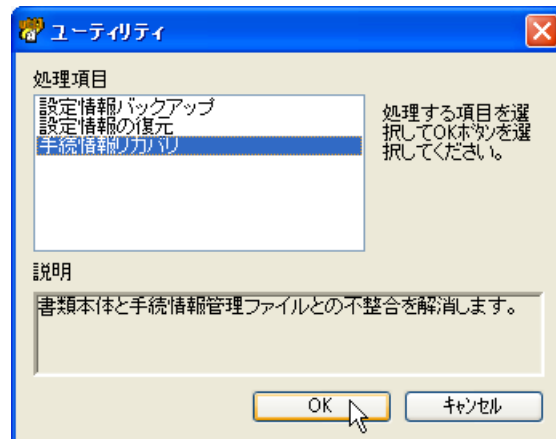 ユーティリティ
処理項目
設定情報バックアップ
設定情報の復元
手続情報リカバリ
処理する項目を選
択してOKボタンを選
択してください。
説明
書類本体と手続情報管理ファイルとの不整合を解消します。
OK
キャンセル